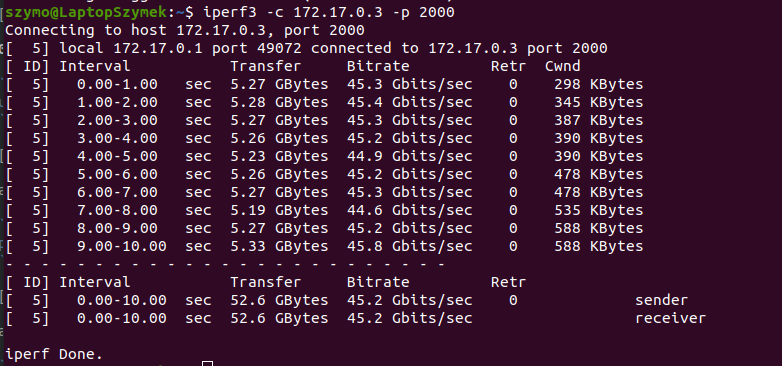 szymo@LaptopSzymek:~$ iperf3 -c 172.17.0.3 -p 2000
Connecting to host 172.17.0.3, port 2000
[  5] local 172.17.0.1 port 49072 connected to 172.17.0.3 port 2000
[ ID] Interval           Transfer     Bitrate         Retr  Cwnd
[  5]   0.00-1.00   sec  5.27 GBytes  45.3 Gbits/sec    0    298 KBytes
[  5]   1.00-2.00   sec  5.28 GBytes  45.4 Gbits/sec    0    345 KBytes
[  5]   2.00-3.00   sec  5.27 GBytes  45.3 Gbits/sec    0    387 KBytes
[  5]   3.00-4.00   sec  5.26 GBytes  45.2 Gbits/sec    0    390 KBytes
[  5]   4.00-5.00   sec  5.23 GBytes  44.9 Gbits/sec    0    390 KBytes
[  5]   5.00-6.00   sec  5.26 GBytes  45.2 Gbits/sec    0    478 KBytes
[  5]   6.00-7.00   sec  5.27 GBytes  45.3 Gbits/sec    0    478 KBytes
[  5]   7.00-8.00   sec  5.19 GBytes  44.6 Gbits/sec    0    535 KBytes
[  5]   8.00-9.00   sec  5.27 GBytes  45.2 Gbits/sec    0    588 KBytes
[  5]   9.00-10.00  sec  5.33 GBytes  45.8 Gbits/sec    0    588 KBytes
- - - - - - - - - - - - - - - - - - - - - - - - -
[ ID] Interval           Transfer     Bitrate         Retr
[  5]   0.00-10.00  sec  52.6 GBytes  45.2 Gbits/sec    0             sender
[  5]   0.00-10.00  sec  52.6 GBytes  45.2 Gbits/sec                  receiver
iperf Done.